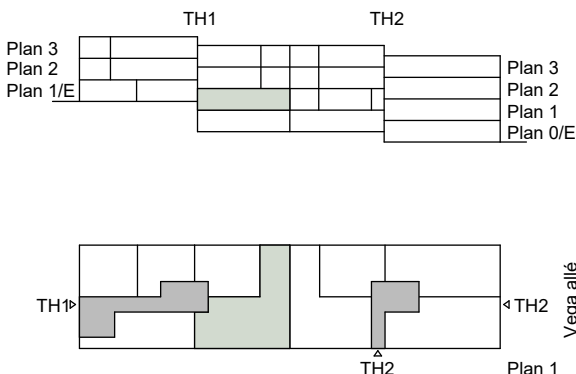 TH1 TH2
Plan 3
Plan 2
Plan 1/E
Plan 3
Plan 2
Plan 1
Plan 0/E
TH1
TH2
Vega allé
TH2
Plan 1